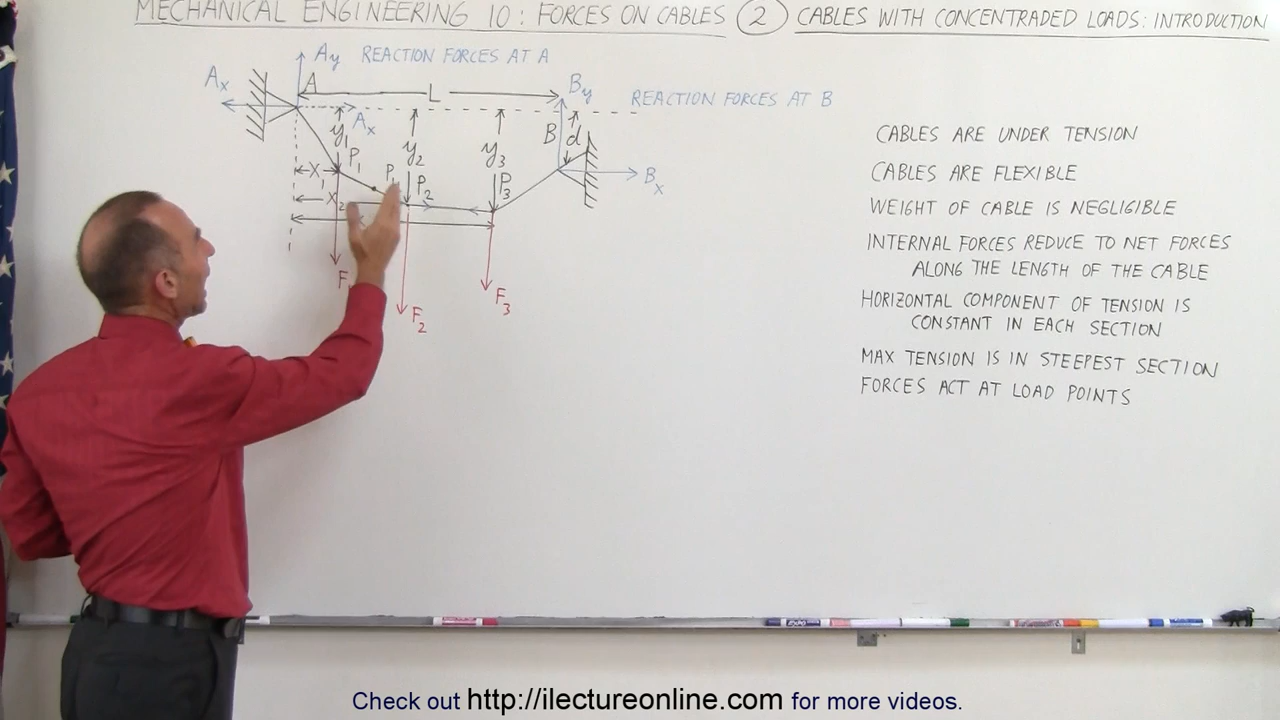 MECHANICAL ENGINEERING 10: FORCES ON CABLES 2 CABLES WITH CONCENTRADED LOADS: INTRODUCTION
Ay REACTION FORCES AT A
Ax A
L By
REACTION FORCES AT B
Ax
y1 y2 y3 B d
P1
X1 P P2 P3 Bx
X2
F F2 F3
CABLES ARE UNDER TENSION
CABLES ARE FLEXIBLE
WEIGHT OF CABLE IS NEGLIGIBLE
INTERNAL FORCES REDUCE TO NET FORCES
ALONG THE LENGTH OF THE CABLE
HORIZONTAL COMPONENT OF TENSION IS
CONSTANT IN EACH SECTION
MAX TENSION IS IN STEEPEST SECTION
FORCES ACT AT LOAD POINTS
Check out http://ilectureonline.com for more videos.